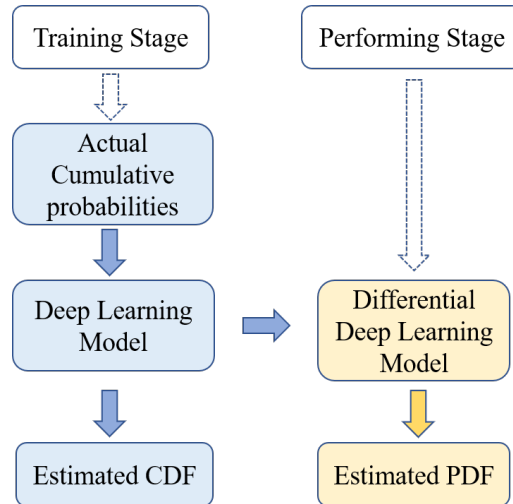 Training Stage
Performing Stage
Actual
Cumulative
probabilities
Deep Learning
Model
Differential
Deep Learning
Model
Estimated CDF
Estimated PDF